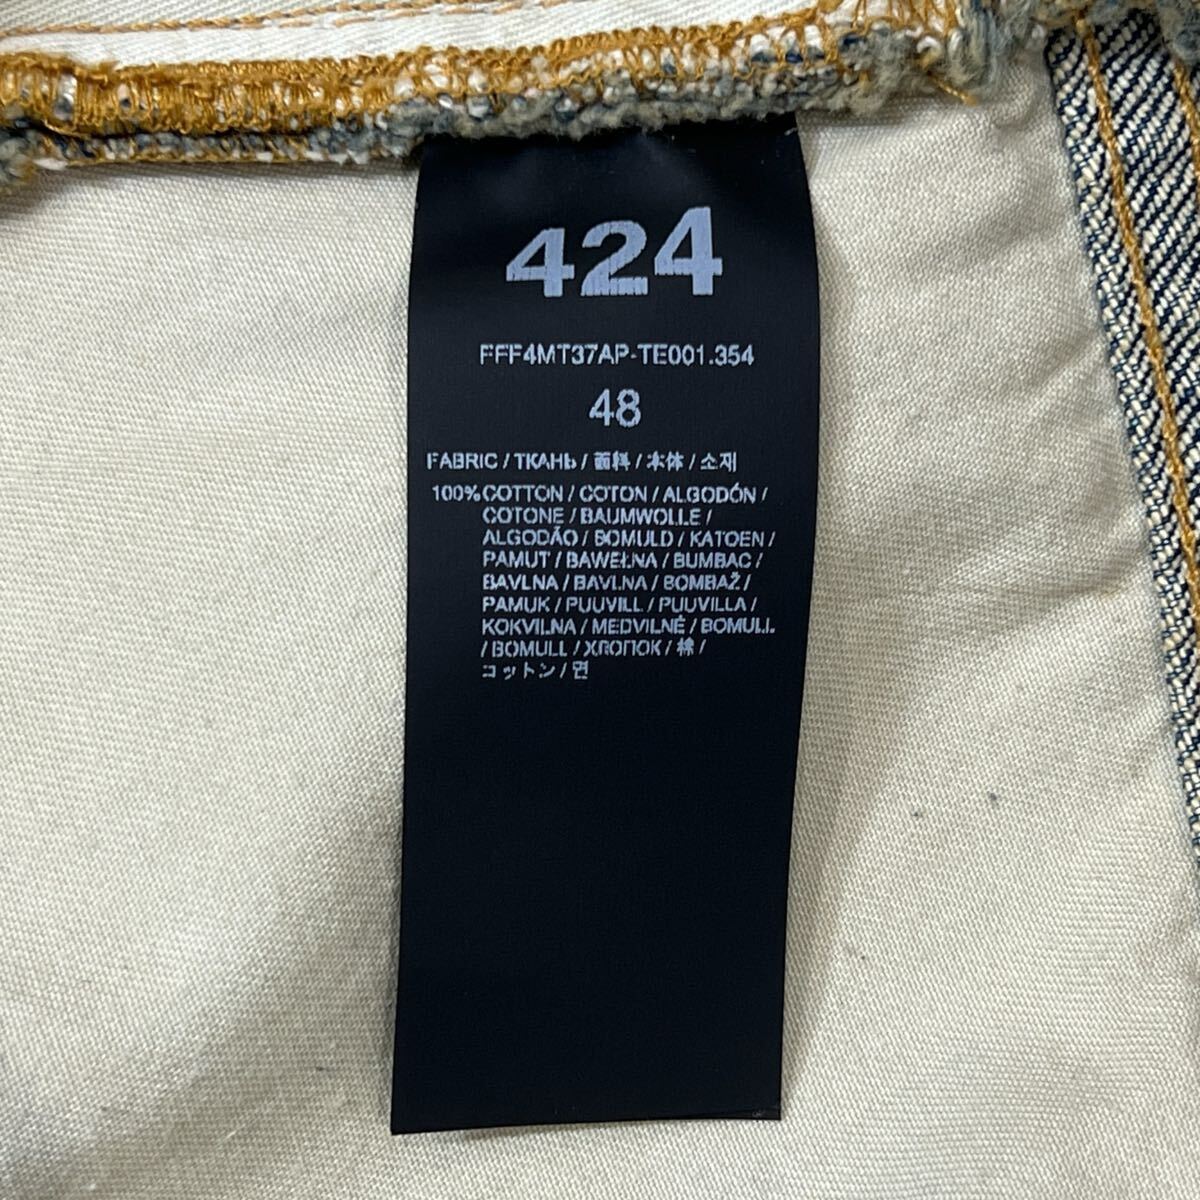 424
FFF4MT37AP-TE001.354
48
FABRIC / ТКАНЬ / 面料 / 本体 / 소재
100% COTTON / COTON / ALGODÓN /
COTONE / BAUMWOLLE /
ALGODÃO / BOMULD / KATOEN /
PAMUT / BAWEŁNA / BUMBAC /
BAVLNA / BAVLNA / BOMBAŽ /
PAMUK / PUUVILL / PUUVILLA /
KOKVILNA / MEDVILNĖ / BOMULL
/ BOMULL / ХЛОПОК / 棉 /
コットン / 면